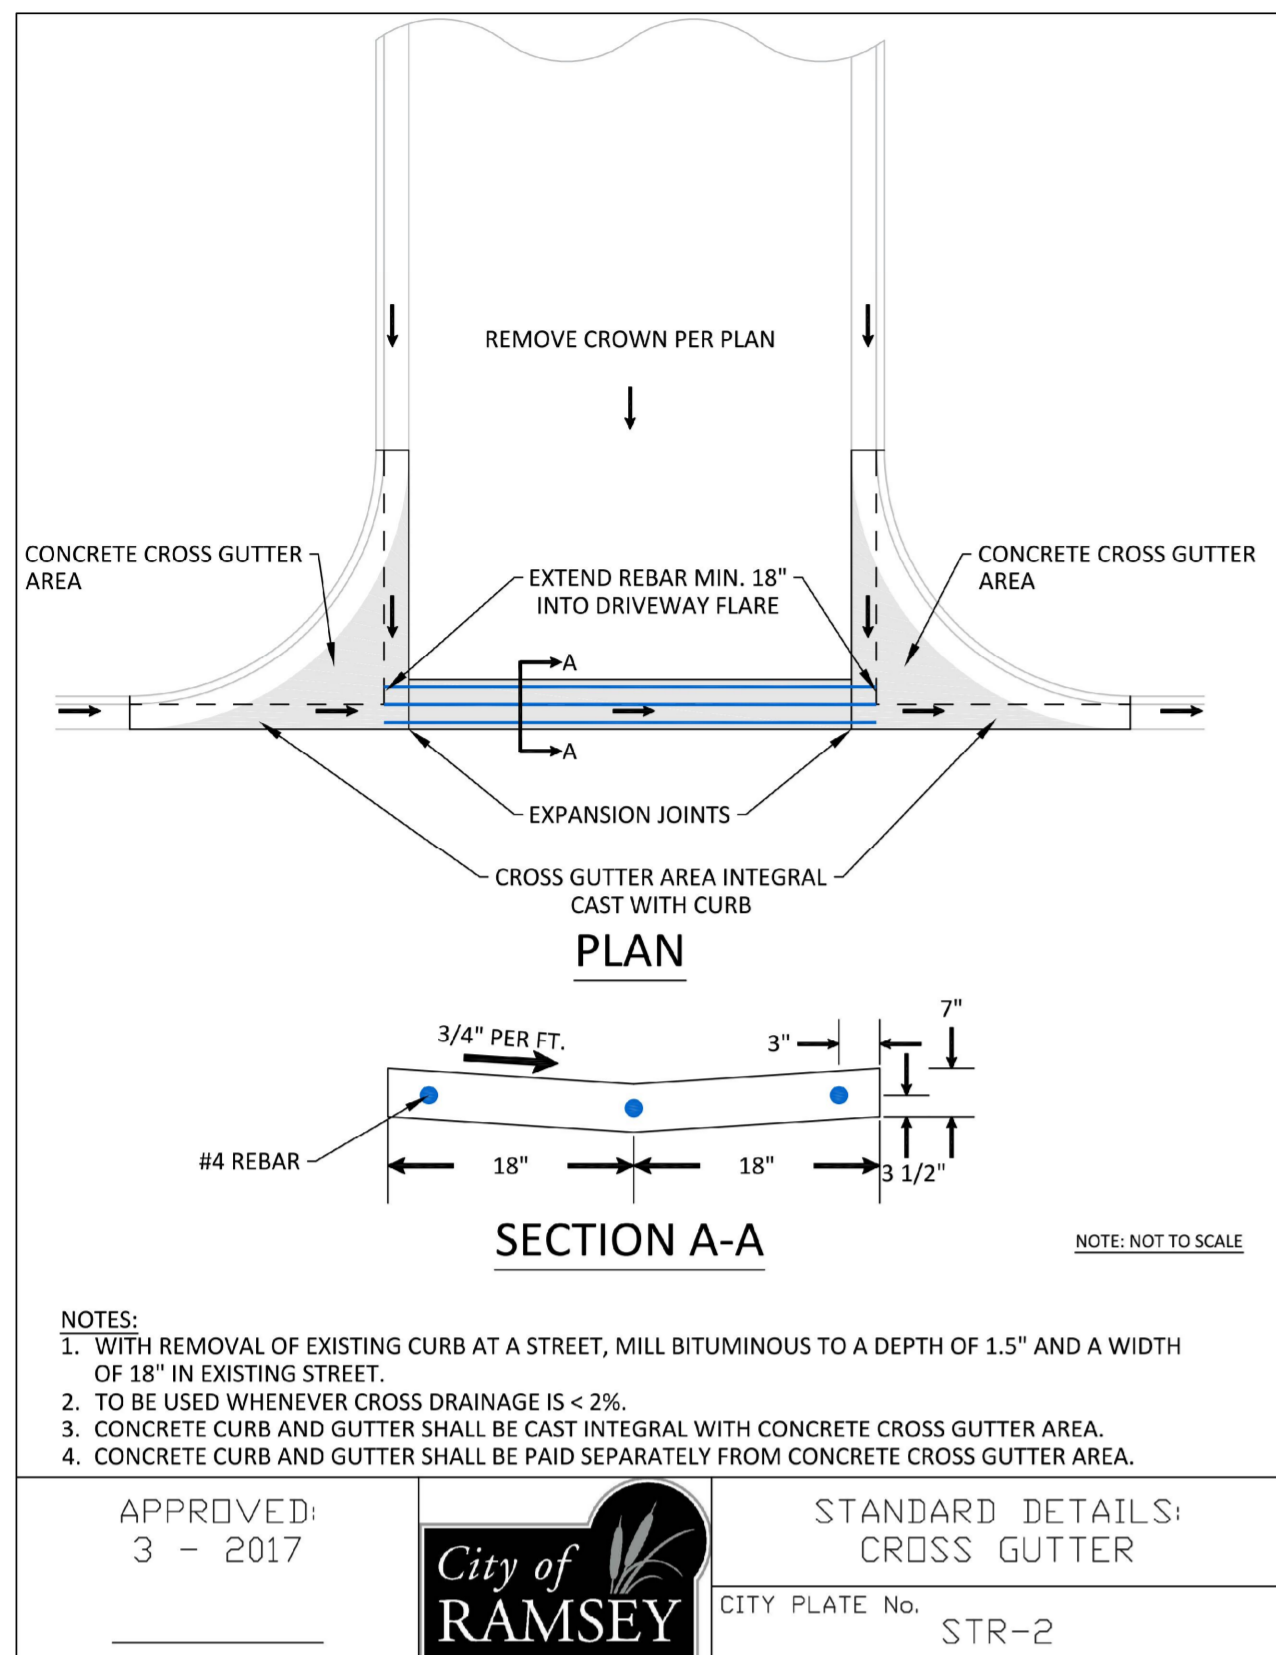 REMOVE CROWN PER PLAN
CONCRETE CROSS GUTTER
AREA
EXTEND REBAR MIN. 18"
INTO DRIVEWAY FLARE
CONCRETE CROSS GUTTER
AREA
A
A
EXPANSION JOINTS
CROSS GUTTER AREA INTEGRAL
CAST WITH CURB
PLAN
3/4" PER FT.
3"
7"
#4 REBAR
18"
18"
3 1/2"
SECTION A-A
NOTE: NOT TO SCALE
NOTES:
1. WITH REMOVAL OF EXISTING CURB AT A STREET, MILL BITUMINOUS TO A DEPTH OF 1.5" AND A WIDTH
OF 18" IN EXISTING STREET.
2. TO BE USED WHENEVER CROSS DRAINAGE IS < 2%.
3. CONCRETE CURB AND GUTTER SHALL BE CAST INTEGRAL WITH CONCRETE CROSS GUTTER AREA.
4. CONCRETE CURB AND GUTTER SHALL BE PAID SEPARATELY FROM CONCRETE CROSS GUTTER AREA.
APPROVED:
3 - 2017
City of
RAMSEY
STANDARD DETAILS:
CROSS GUTTER
CITY PLATE No.
STR-2